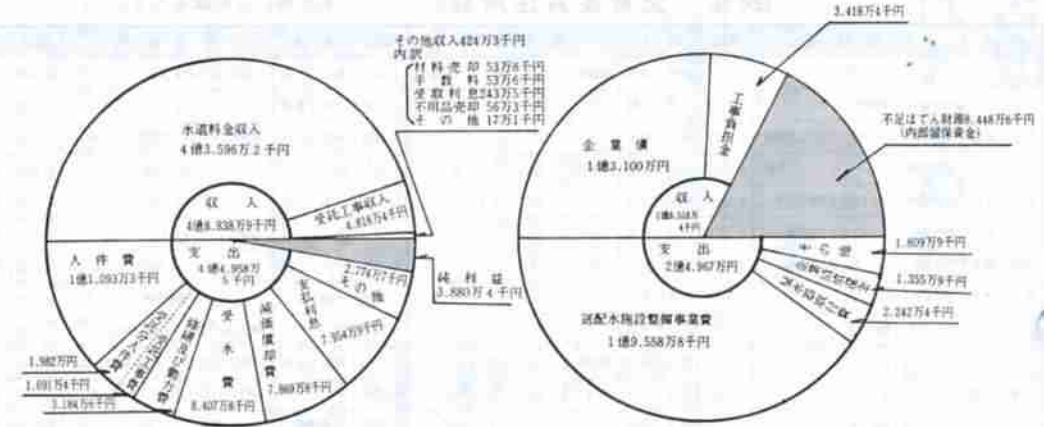 その他収入424万3千円
内訳
材料売却 53万8千円
手数料 53万6千円
受取利息243万5千円
不用品売却 56万3千円
その他 17万1千円
水道料金収入
4億3.596万2千円
受託工事収入
収入
4億8.838万9千円
支出
4億4.958万
5千円
人件費
1億1.093万3千円
1.982万円
1.691万4千円
3.184万6千円
受水費
8.407万8千円
減価償却費
7.869万8千円
支払利息
7.354万9千円
その他
2.774万7千円
純利益
3.880万4千円
3.418万4千円
工事負担金
企業債
1億3.100万円
不足はてん財源8.448万6千円
(内部留保資金)
収入
支出
2億4.967万円
送配水施設整備事業費
1億9.558万8千円
その他
1.809万9千円
1.355万9千円
2.242万4千円